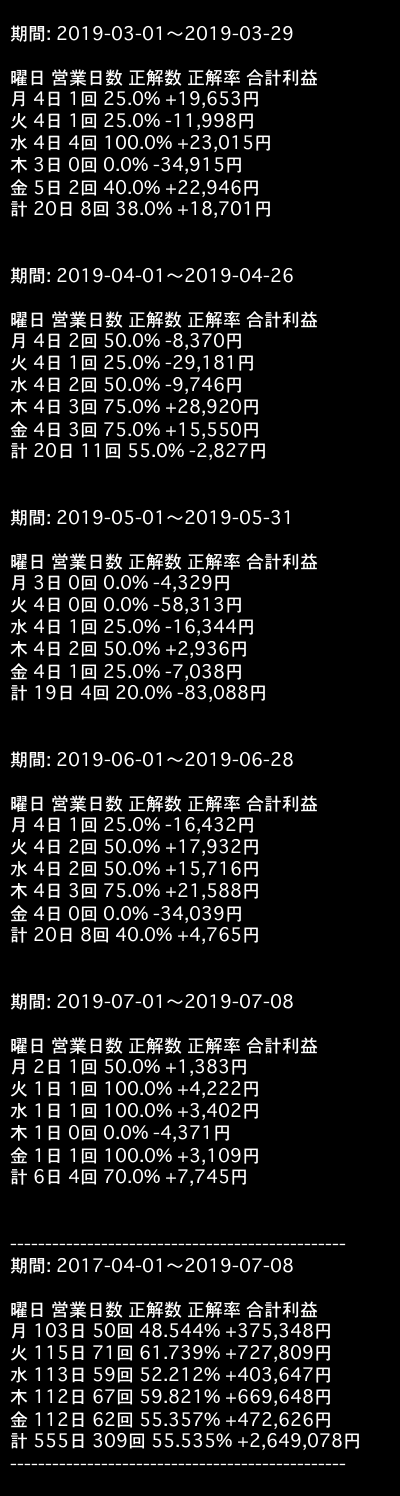 期間: 2019-03-01〜2019-03-29
曜日 営業日数 正解数 正解率 合計利益
月 4日 1回 25.0% +19,653円
火 4日 1回 25.0% -11,998円
水 4日 4回 100.0% +23,015円
木 3日 0回 0.0% -34,915円
金 5日 2回 40.0% +22,946円
計 20日 8回 38.0% +18,701円
期間: 2019-04-01〜2019-04-26
曜日 営業日数 正解数 正解率 合計利益
月 4日 2回 50.0% -8,370円
火 4日 1回 25.0% -29,181円
水 4日 2回 50.0% -9,746円
木 4日 3回 75.0% +28,920円
金 4日 3回 75.0% +15,550円
計 20日 11回 55.0% -2,827円
期間: 2019-05-01〜2019-05-31
曜日 営業日数 正解数 正解率 合計利益
月 3日 0回 0.0% -4,329円
火 4日 0回 0.0% -58,313円
水 4日 1回 25.0% -16,344円
木 4日 2回 50.0% +2,936円
金 4日 1回 25.0% -7,038円
計 19日 4回 20.0% -83,088円
期間: 2019-06-01〜2019-06-28
曜日 営業日数 正解数 正解率 合計利益
月 4日 1回 25.0% -16,432円
火 4日 2回 50.0% +17,932円
水 4日 2回 50.0% +15,716円
木 4日 3回 75.0% +21,588円
金 4日 0回 0.0% -34,039円
計 20日 8回 40.0% +4,765円
期間: 2019-07-01〜2019-07-08
曜日 営業日数 正解数 正解率 合計利益
月 2日 1回 50.0% +1,383円
火 1日 1回 100.0% +4,222円
水 1日 1回 100.0% +3,402円
木 1日 0回 0.0% -4,371円
金 1日 1回 100.0% +3,109円
計 6日 4回 70.0% +7,745円
------------------------------------------------
期間: 2017-04-01〜2019-07-08
曜日 営業日数 正解数 正解率 合計利益
月 103日 50回 48.544% +375,348円
火 115日 71回 61.739% +727,809円
水 113日 59回 52.212% +403,647円
木 112日 67回 59.821% +669,648円
金 112日 62回 55.357% +472,626円
計 555日 309回 55.535% +2,649,078円
------------------------------------------------